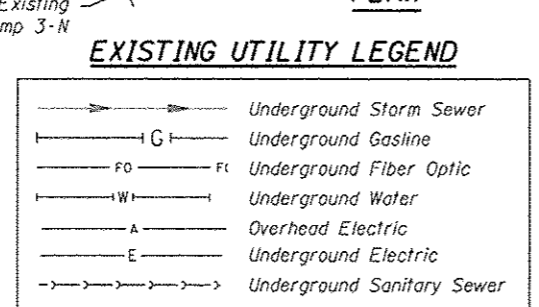 Existing
mp 3-N
PLAN
EXISTING UTILITY LEGEND
Underground Storm Sewer
G Underground Gasline
FO FO Underground Fiber Optic
W Underground Water
A Overhead Electric
E Underground Electric
Underground Sanitary Sewer